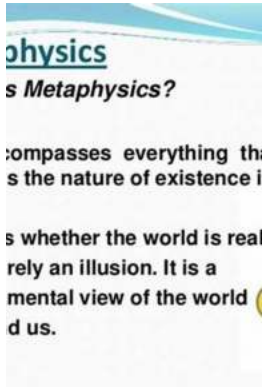 physics
s Metaphysics?
compasses everything tha
s the nature of existence i
s whether the world is real
rely an illusion. It is a
mental view of the world
d us.